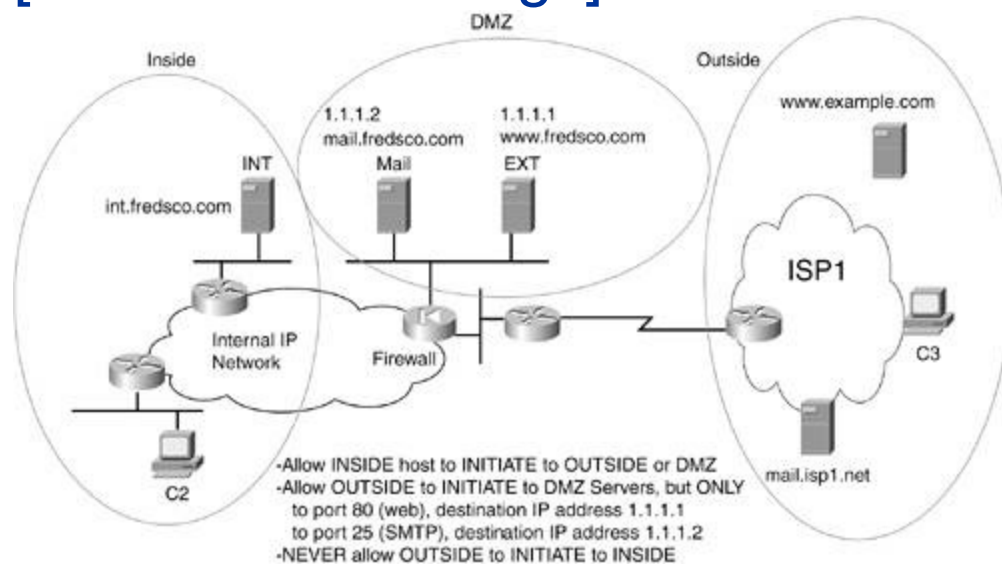 DMZ
Inside
Outside
1.1.1.2
mail.fredsco.com
Mail
1.1.1.1
www.fredsco.com
EXT
www.example.com
INT
int.fredsco.com
ISP1
Internal IP
Network
Firewall
C3
C2
mail.isp1.net
-Allow INSIDE host to INITIATE to OUTSIDE or DMZ
-Allow OUTSIDE to INITIATE to DMZ Servers, but ONLY
to port 80 (web), destination IP address 1.1.1.1
to port 25 (SMTP), destination IP address 1.1.1.2
-NEVER allow OUTSIDE to INITIATE to INSIDE